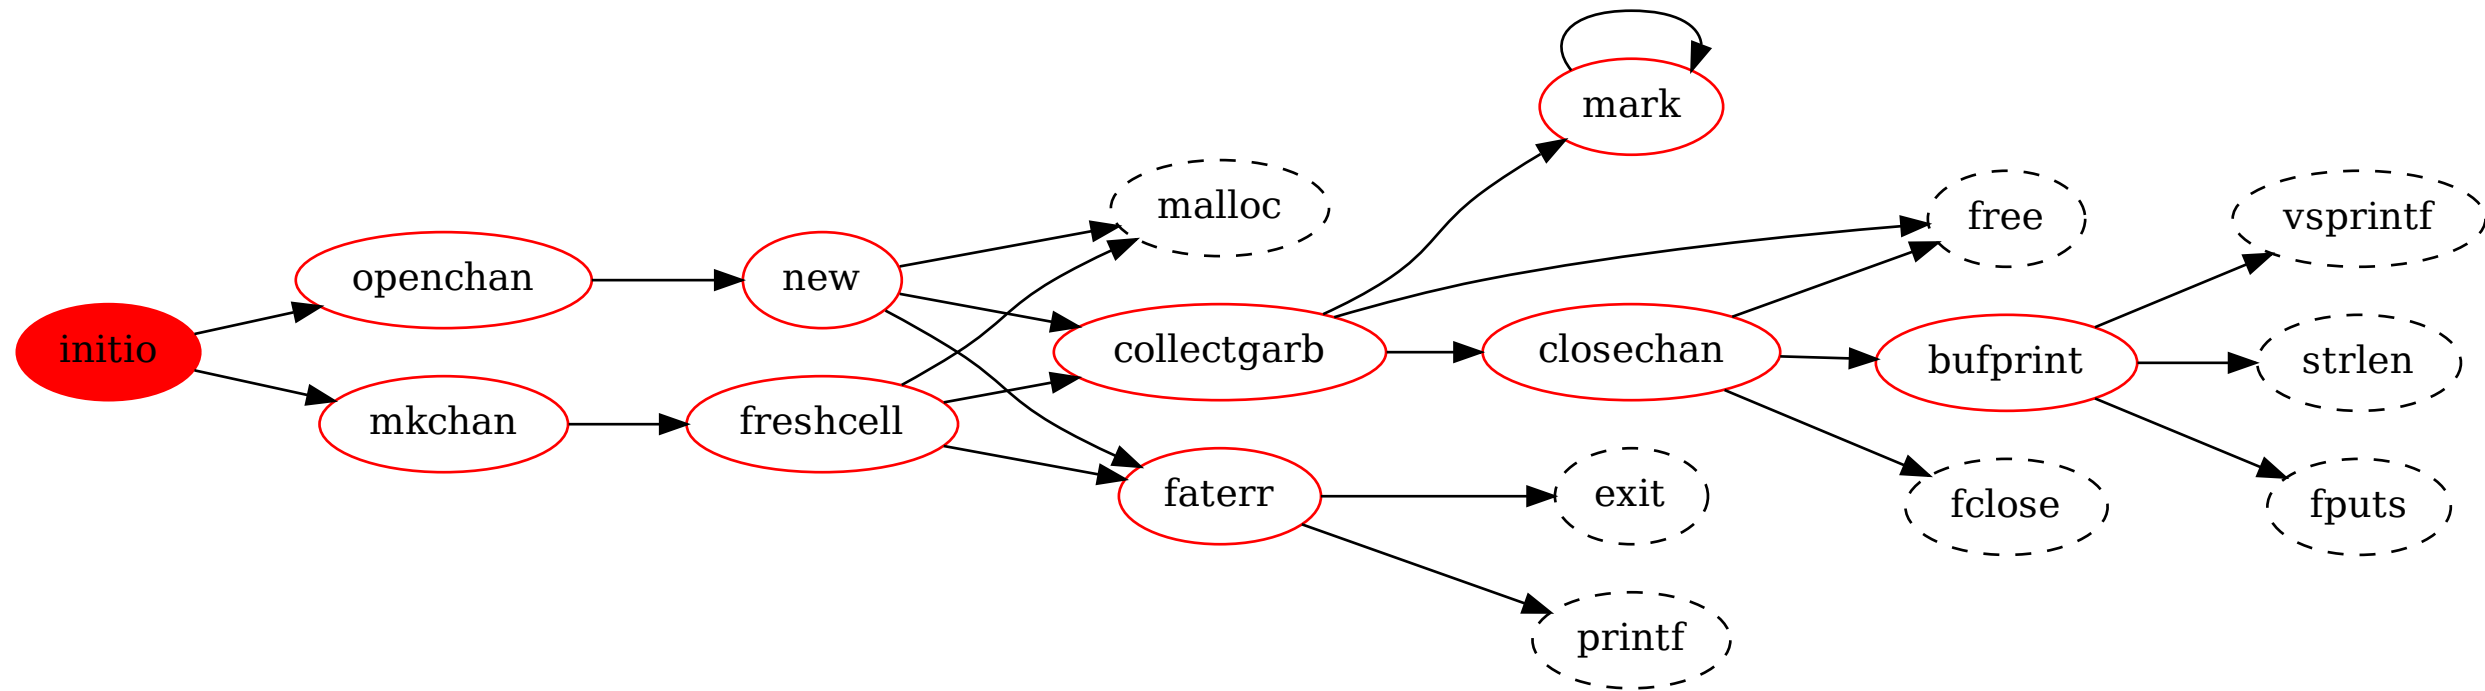 initio
openchan
mkchan
new
freshcell
malloc
collectgarb
faterr
mark
closechan
exit
printf
free
bufprint
fclose
vsprintf
strlen
fputs